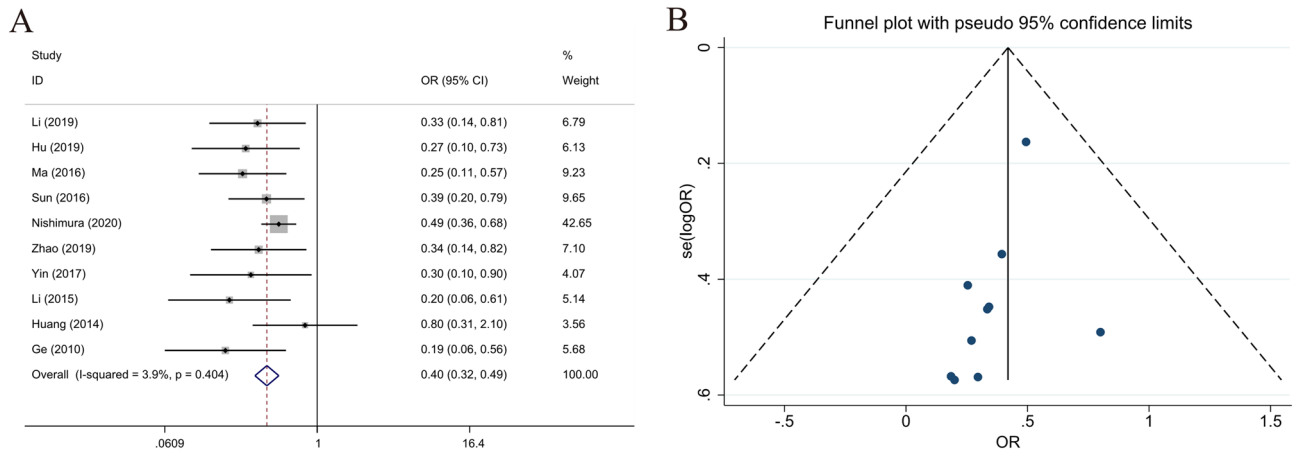 A
Study %
ID OR (95% CI) Weight
Li (2019) 0.33 (0.14, 0.81) 6.79
Hu (2019) 0.27 (0.10, 0.73) 6.13
Ma (2016) 0.25 (0.11, 0.57) 9.23
Sun (2016) 0.39 (0.20, 0.79) 9.65
Nishimura (2020) 0.49 (0.36, 0.68) 42.65
Zhao (2019) 0.34 (0.14, 0.82) 7.10
Yin (2017) 0.30 (0.10, 0.90) 4.07
Li (2015) 0.20 (0.06, 0.61) 5.14
Huang (2014) 0.80 (0.31, 2.10) 3.56
Ge (2010) 0.19 (0.06, 0.56) 5.68
Overall (I-squared = 3.9%, p = 0.404) 0.40 (0.32, 0.49) 100.00
.0609 1 16.4
B
Funnel plot with pseudo 95% confidence limits
se(logOR)
0
.2
.4
.6
-.5 0 .5 1 1.5
OR